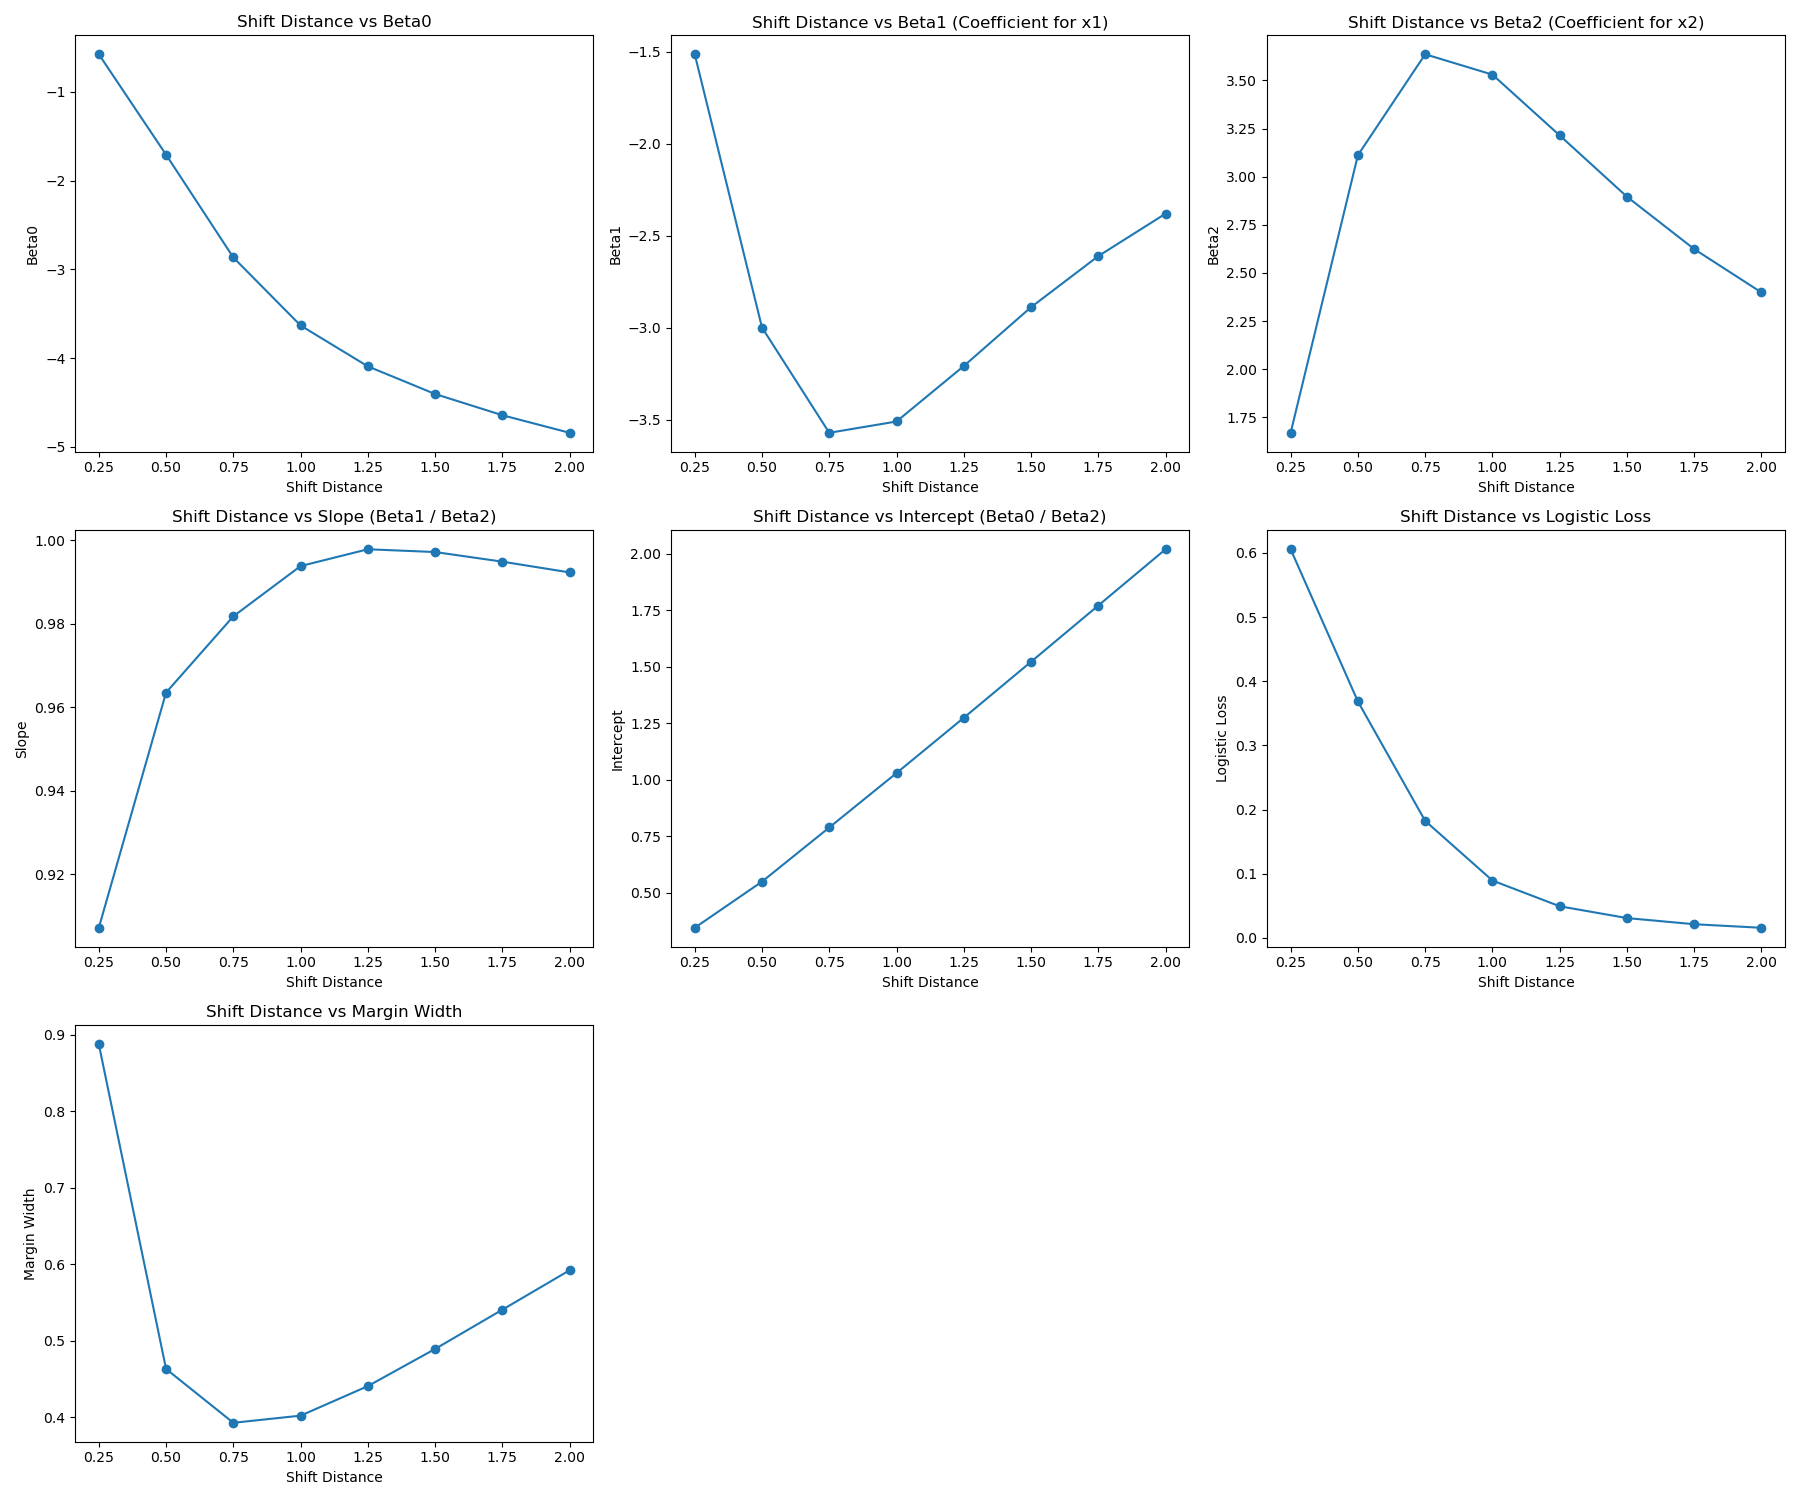 Shift Distance vs Beta0
Beta0
−1
−2
−3
−4
−5
0.25 0.50 0.75 1.00 1.25 1.50 1.75 2.00
Shift Distance
Shift Distance vs Beta1 (Coefficient for x1)
Beta1
−1.5
−2.0
−2.5
−3.0
−3.5
0.25 0.50 0.75 1.00 1.25 1.50 1.75 2.00
Shift Distance
Shift Distance vs Beta2 (Coefficient for x2)
Beta2
3.50
3.25
3.00
2.75
2.50
2.25
2.00
1.75
0.25 0.50 0.75 1.00 1.25 1.50 1.75 2.00
Shift Distance
Shift Distance vs Slope (Beta1 / Beta2)
Slope
1.00
0.98
0.96
0.94
0.92
0.25 0.50 0.75 1.00 1.25 1.50 1.75 2.00
Shift Distance
Shift Distance vs Intercept (Beta0 / Beta2)
Intercept
2.00
1.75
1.50
1.25
1.00
0.75
0.50
0.25 0.50 0.75 1.00 1.25 1.50 1.75 2.00
Shift Distance
Shift Distance vs Logistic Loss
Logistic Loss
0.6
0.5
0.4
0.3
0.2
0.1
0.0
0.25 0.50 0.75 1.00 1.25 1.50 1.75 2.00
Shift Distance
Shift Distance vs Margin Width
Margin Width
0.9
0.8
0.7
0.6
0.5
0.4
0.25 0.50 0.75 1.00 1.25 1.50 1.75 2.00
Shift Distance